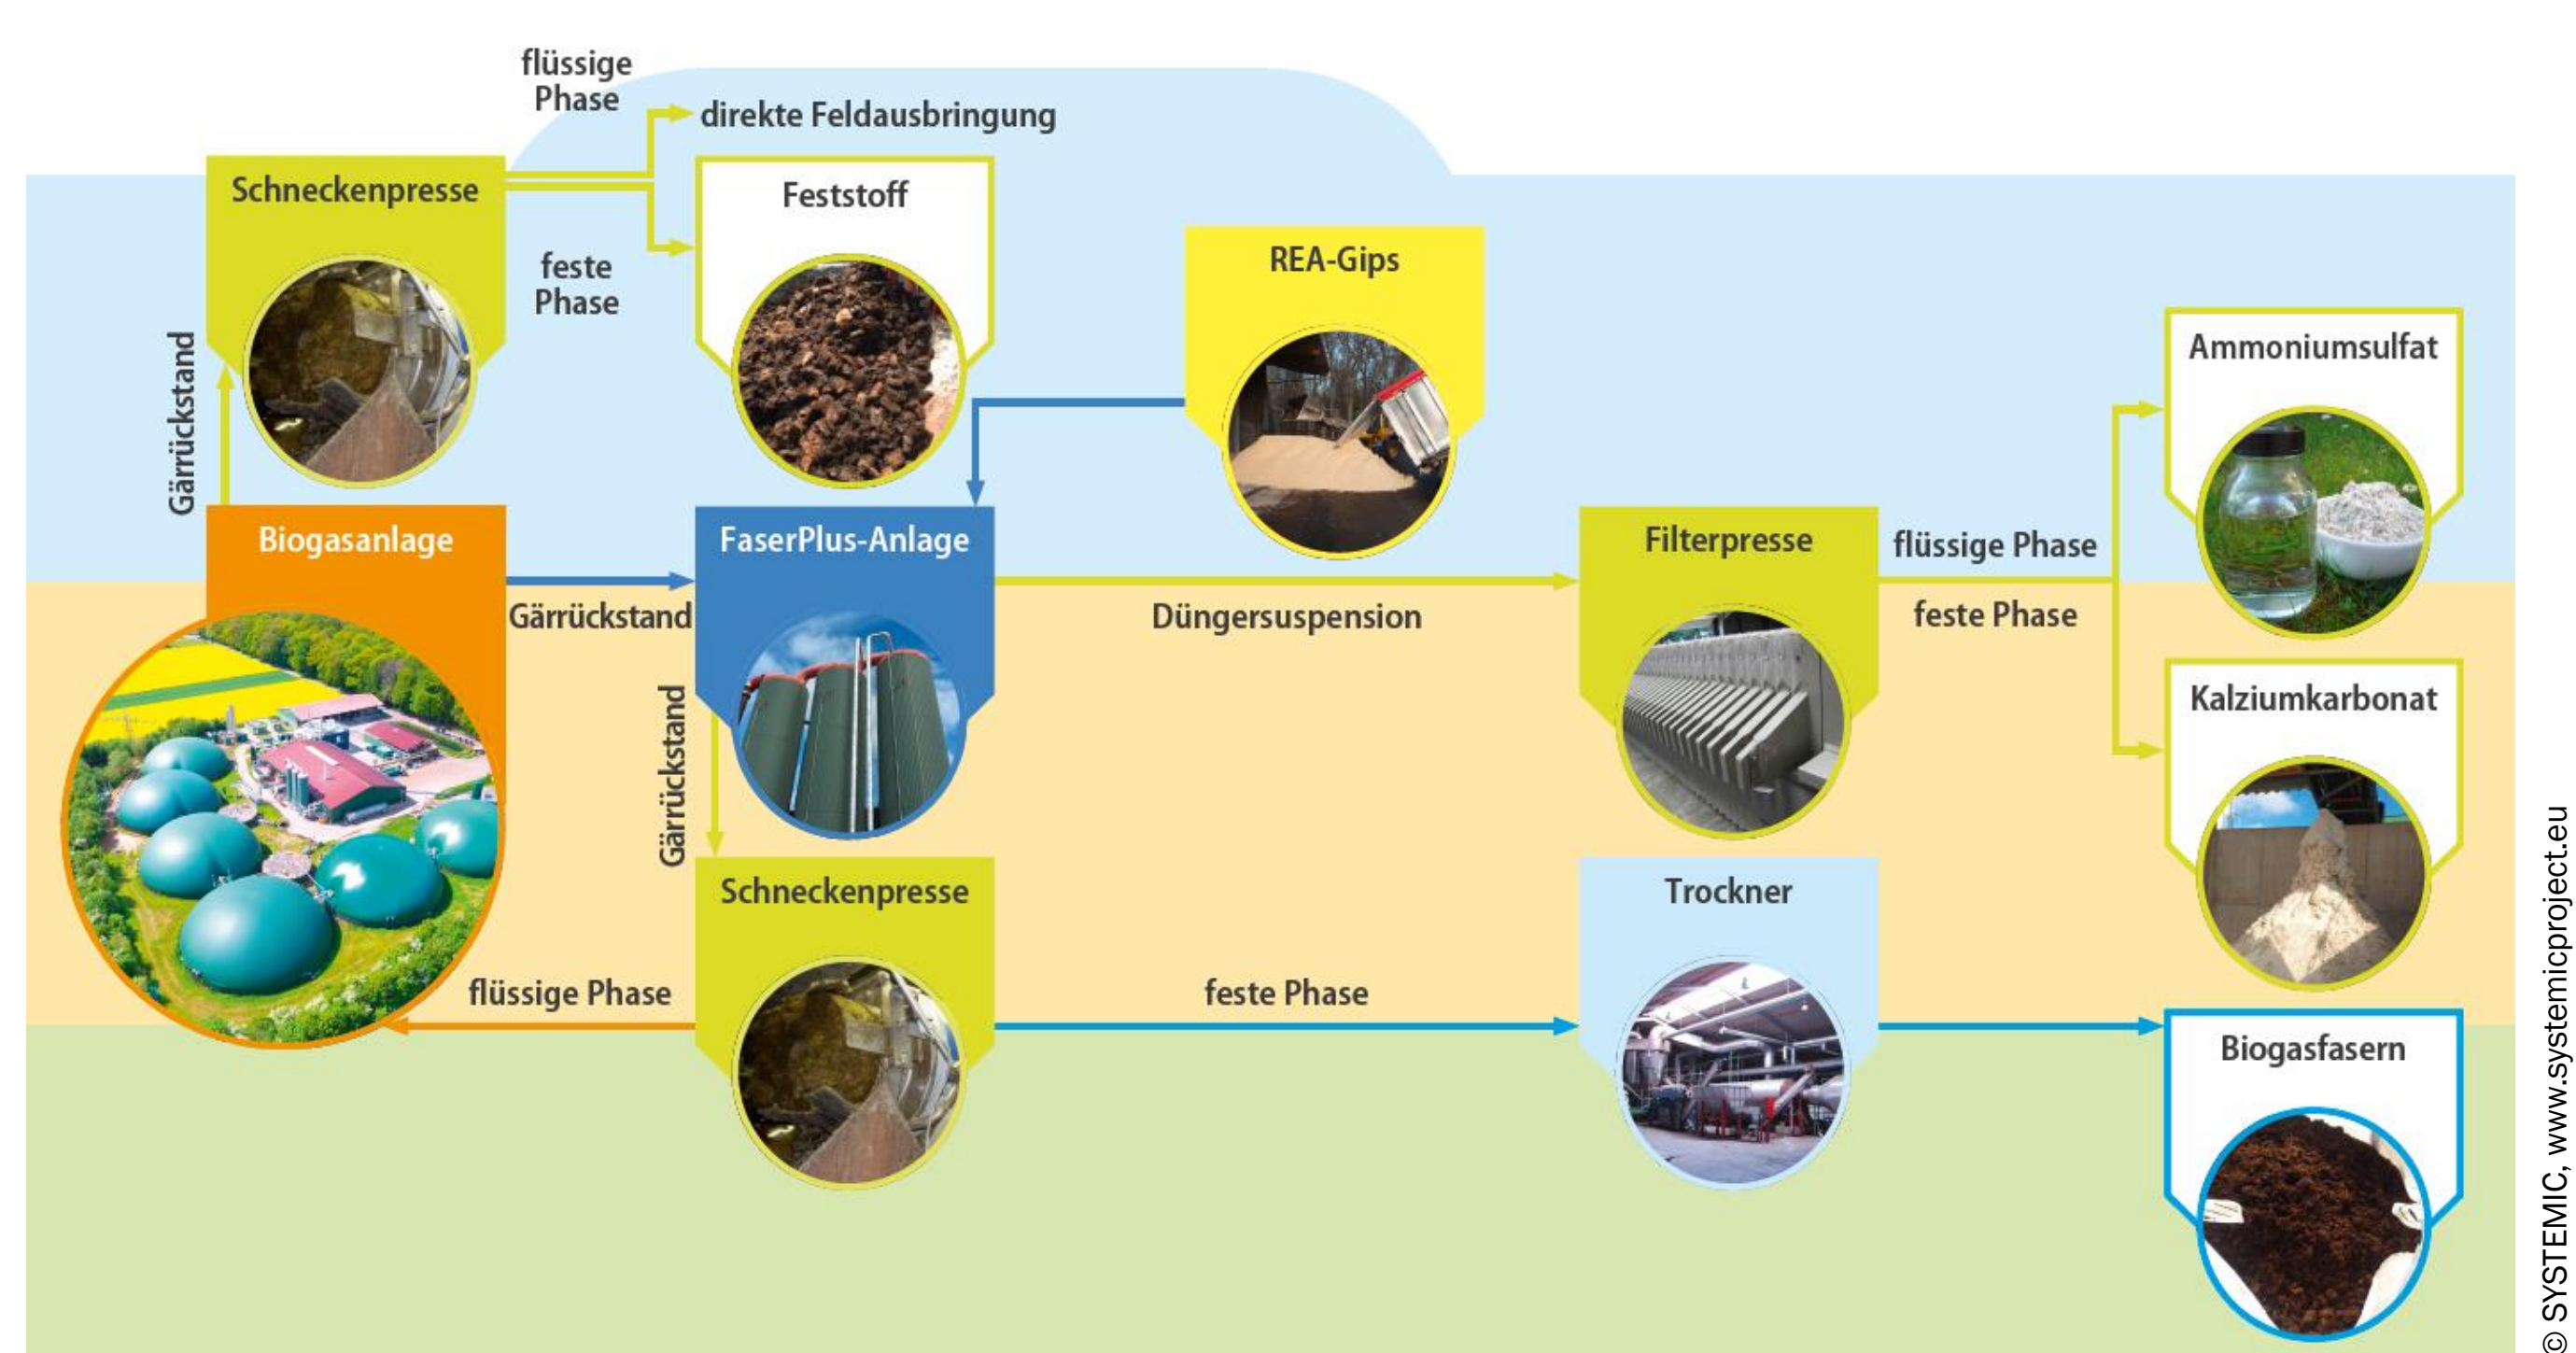 flüssige
Phase
direkte Feldausbringung
Schneckenpresse
Feststoff
feste
Phase
REA-Gips
Gärrückstand
Ammoniumsulfat
Biogasanlage
FaserPlus-Anlage
Filterpresse
flüssige Phase
Gärrückstand
Düngersuspension
feste Phase
Kalziumkarbonat
Gärrückstand
Schneckenpresse
Trockner
flüssige Phase
feste Phase
Biogasfasern
© SYSTEMIC, www.systemicproject.eu